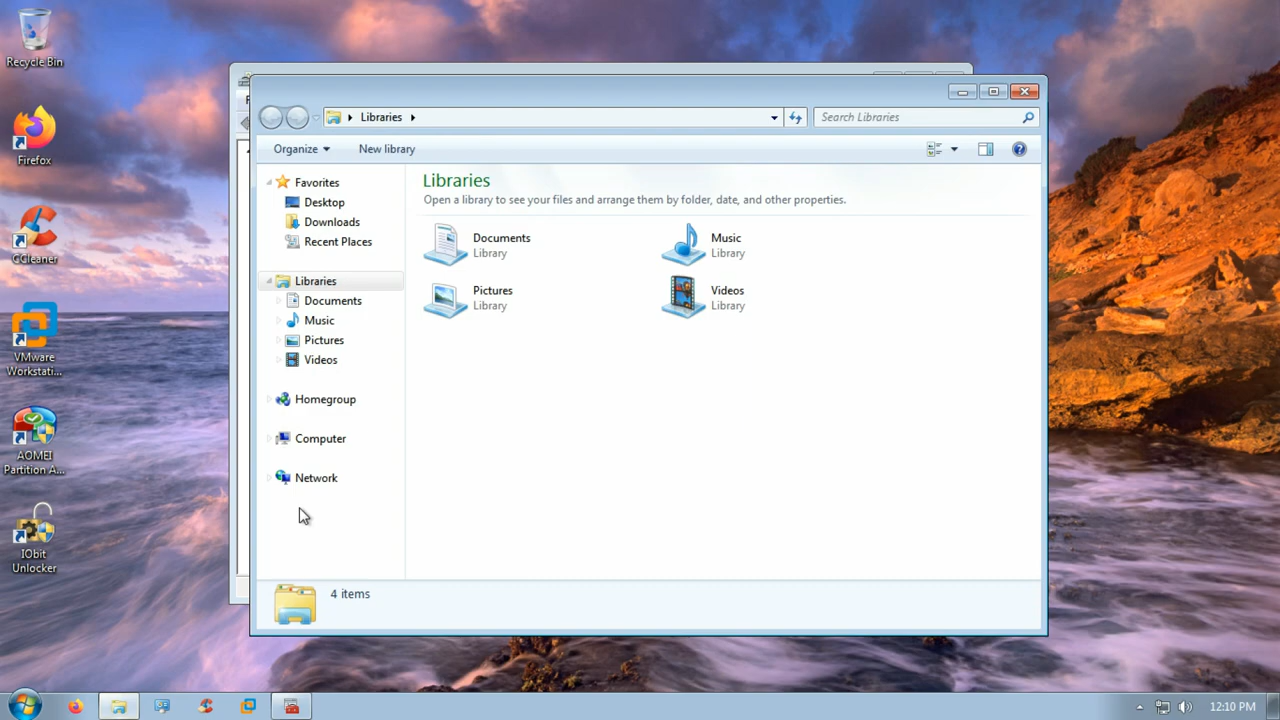 Recycle Bin
Firefox
CCleaner
VMware
Workstati...
AOMEI
Partition A...
IObit
Unlocker
Libraries
Search Libraries
Organize
New library
Favorites
Desktop
Downloads
Recent Places
Libraries
Documents
Music
Pictures
Videos
Homegroup
Computer
Network
Libraries
Open a library to see your files and arrange them by folder, date, and other properties.
Documents
Library
Music
Library
Pictures
Library
Videos
Library
4 items
12:10 PM